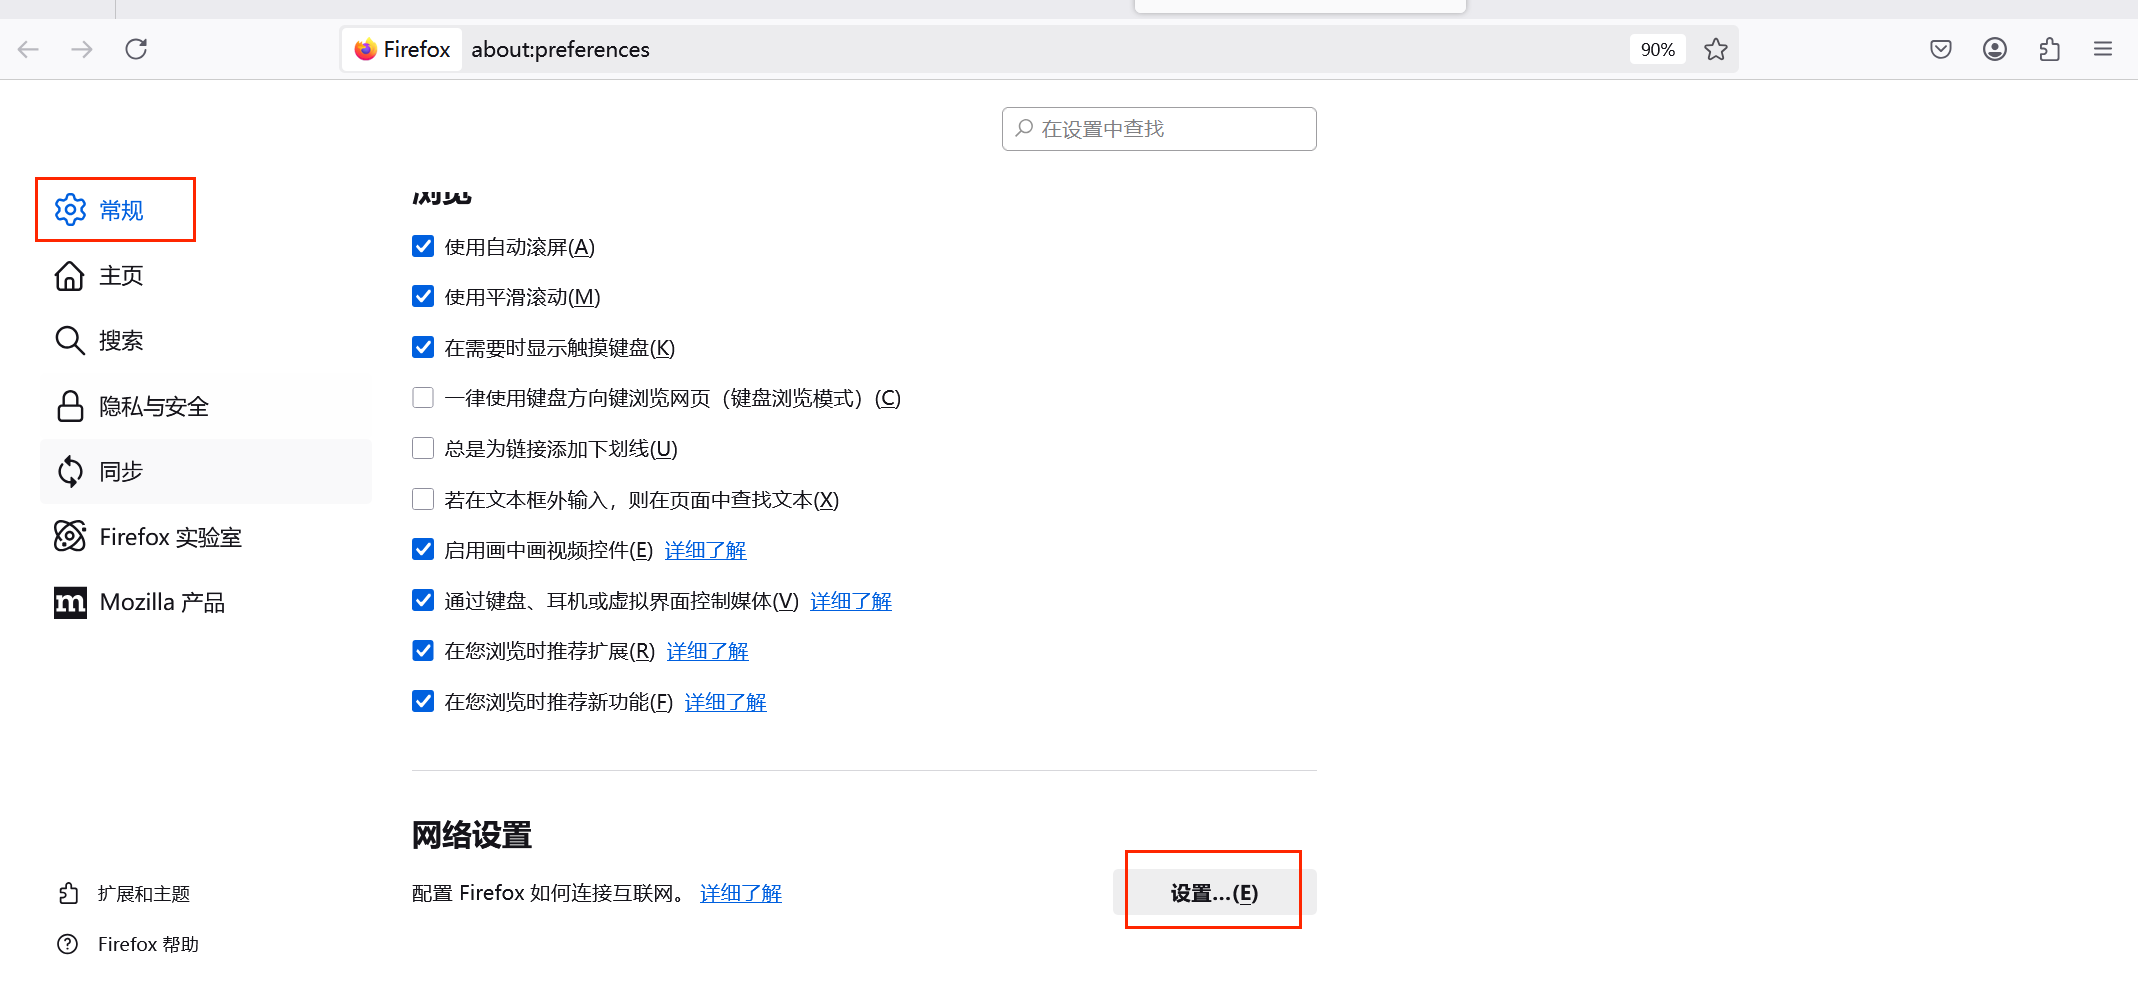 Firefox about:preferences 90%
在设置中查找
常规
主页
搜索
隐私与安全
同步
Firefox 实验室
m Mozilla 产品
扩展和主题
Firefox 帮助
浏览
使用自动滚屏(A)
使用平滑滚动(M)
在需要时显示触摸键盘(K)
一律使用键盘方向键浏览网页（键盘浏览模式）(C)
总是为链接添加下划线(U)
若在文本框外输入，则在页面中查找文本(X)
启用画中画视频控件(E) 详细了解
通过键盘、耳机或虚拟界面控制媒体(V) 详细了解
在您浏览时推荐扩展(R) 详细了解
在您浏览时推荐新功能(F) 详细了解
网络设置
配置 Firefox 如何连接互联网。 详细了解 设置...(E)